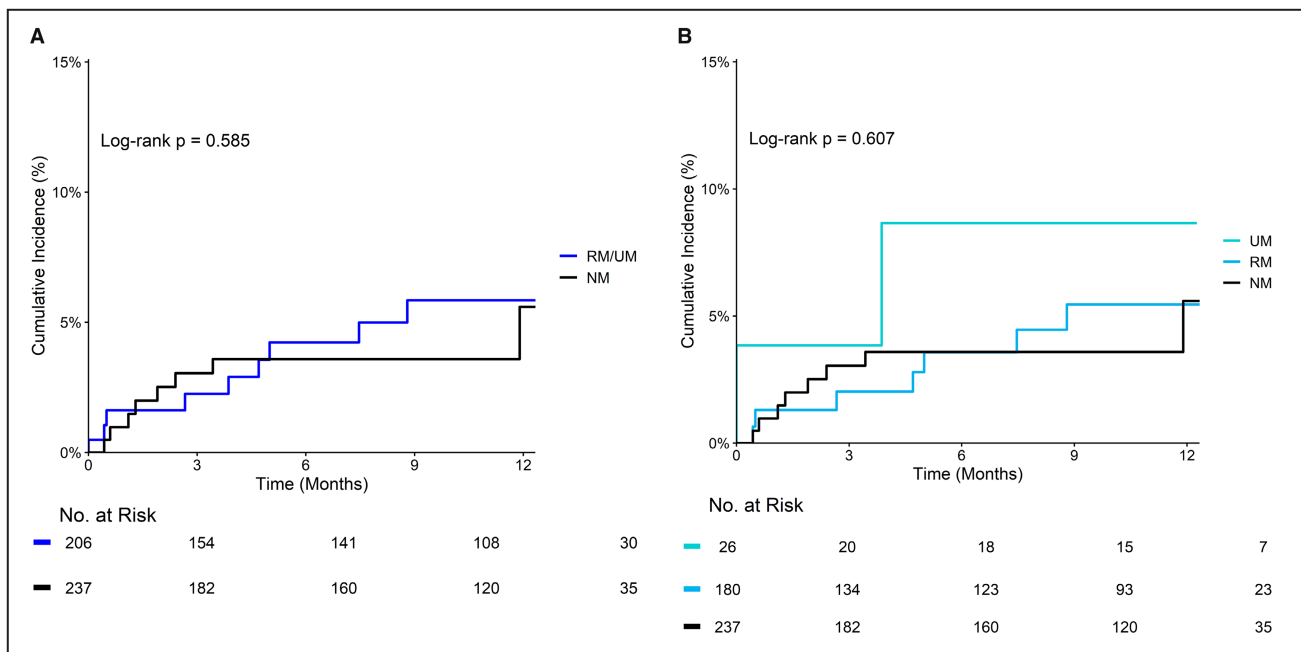 A
15%
10%
5%
0%
Cumulative Incidence (%)
Log-rank p = 0.585
RM/UM
NM
0 3 6 9 12
Time (Months)
No. at Risk
206 154 141 108 30
237 182 160 120 35
B
15%
10%
5%
0%
Cumulative Incidence (%)
Log-rank p = 0.607
UM
RM
NM
0 3 6 9 12
Time (Months)
No. at Risk
26 20 18 15 7
180 134 123 93 23
237 182 160 120 35